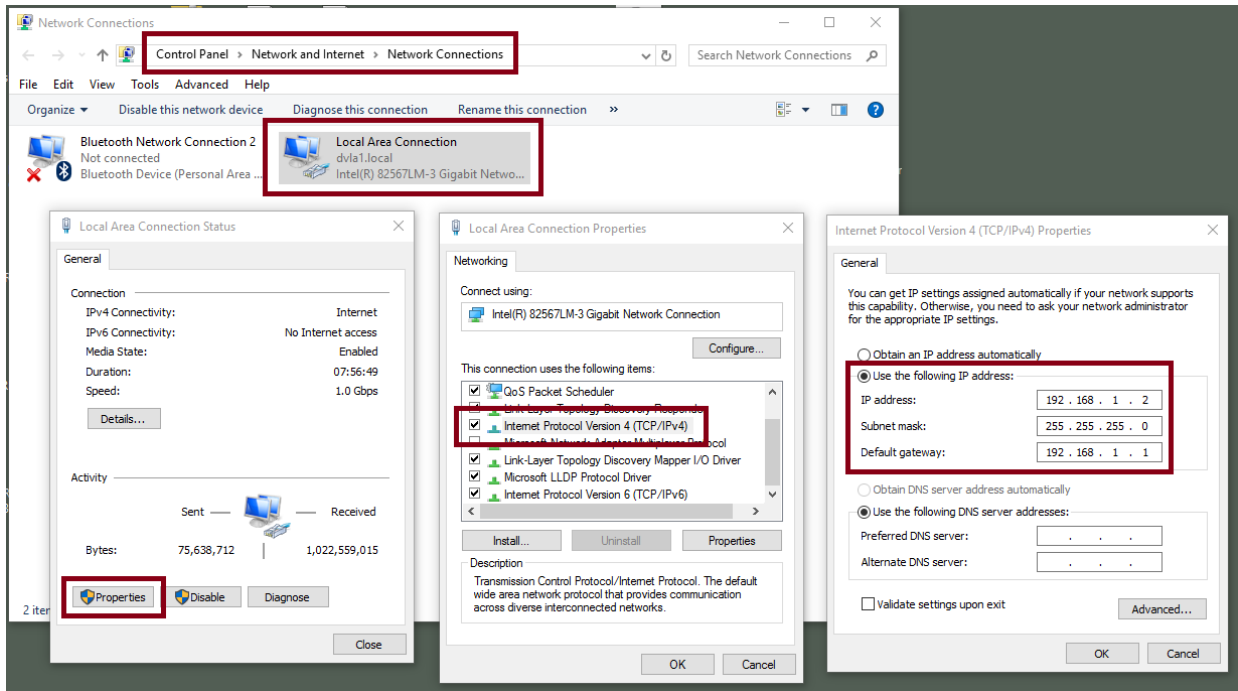 Network Connections
Control Panel > Network and Internet > Network Connections
Search Network Connections
File Edit View Tools Advanced Help
Organize Disable this network device Diagnose this connection Rename this connection »
Bluetooth Network Connection 2
Not connected
Bluetooth Device (Personal Area ...
Local Area Connection
dvla1.local
Intel(R) 82567LM-3 Gigabit Netwo...
2 iter
Local Area Connection Status
General
Connection
IPv4 Connectivity: Internet
IPv6 Connectivity: No Internet access
Media State: Enabled
Duration: 07:56:49
Speed: 1.0 Gbps
Details...
Activity
Sent — — Received
Bytes: 75,638,712 1,022,559,015
Properties Disable Diagnose
Close
Local Area Connection Properties
Networking
Connect using:
Intel(R) 82567LM-3 Gigabit Network Connection
Configure...
This connection uses the following items:
QoS Packet Scheduler
Link-Layer Topology Discovery Responder
Internet Protocol Version 4 (TCP/IPv4)
Microsoft Network Adapter Multiplexor Protocol
Link-Layer Topology Discovery Mapper I/O Driver
Microsoft LLDP Protocol Driver
Internet Protocol Version 6 (TCP/IPv6)
Install... Uninstall Properties
Description
Transmission Control Protocol/Internet Protocol. The default
wide area network protocol that provides communication
across diverse interconnected networks.
OK Cancel
Internet Protocol Version 4 (TCP/IPv4) Properties
General
You can get IP settings assigned automatically if your network supports
this capability. Otherwise, you need to ask your network administrator
for the appropriate IP settings.
Obtain an IP address automatically
Use the following IP address:
IP address: 192 . 168 . 1 . 2
Subnet mask: 255 . 255 . 255 . 0
Default gateway: 192 . 168 . 1 . 1
Obtain DNS server address automatically
Use the following DNS server addresses:
Preferred DNS server: . . .
Alternate DNS server: . . .
Validate settings upon exit
Advanced...
OK Cancel